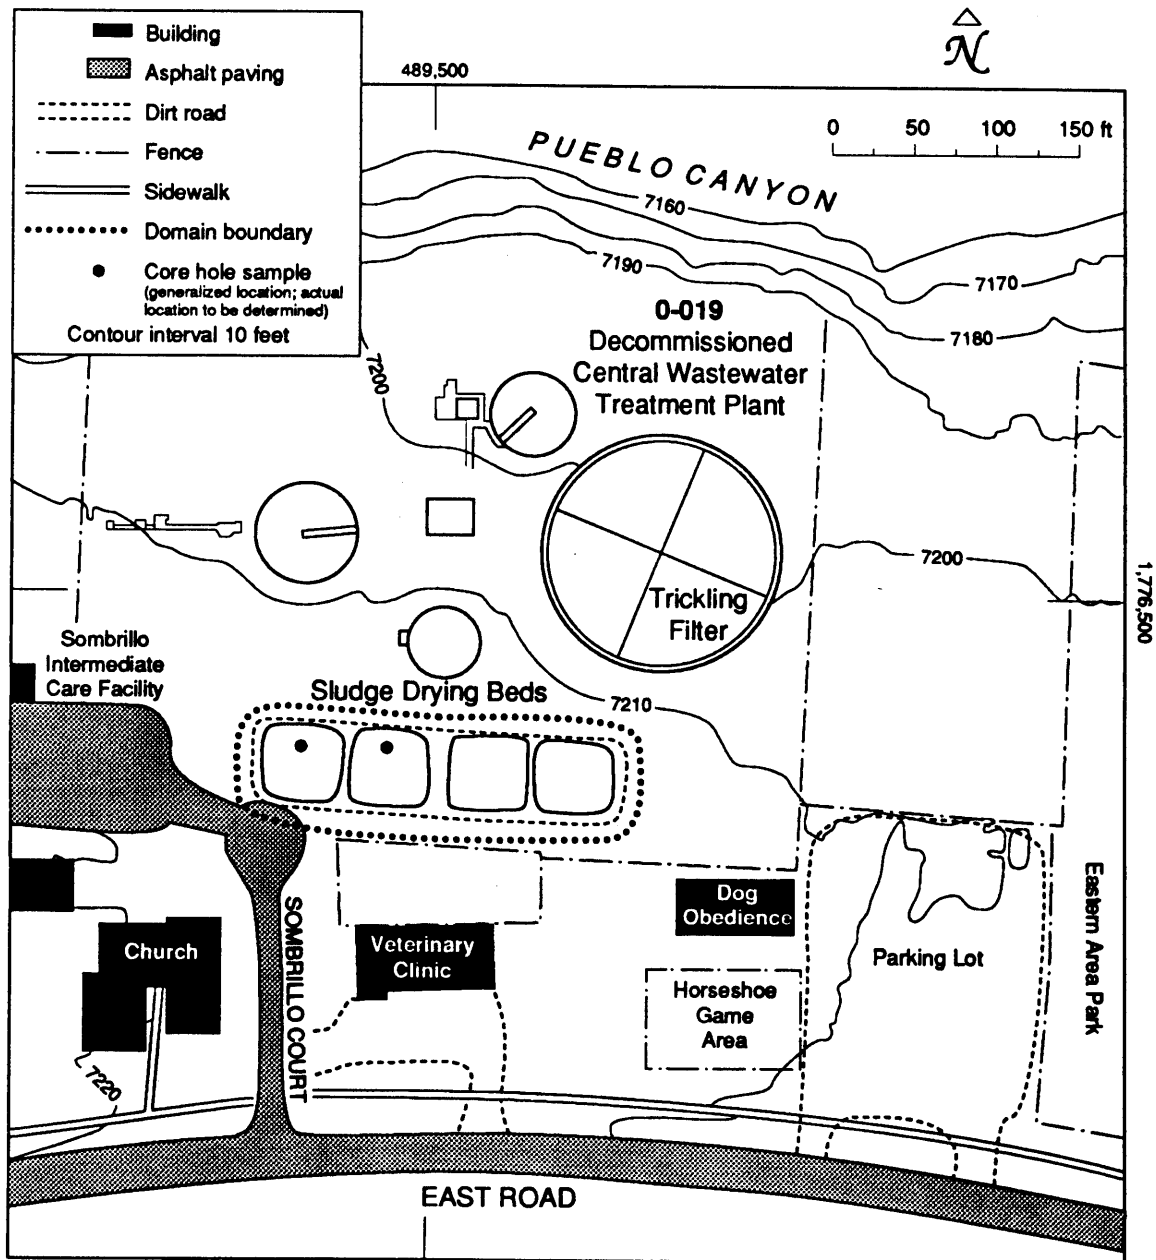 Building
Asphalt paving
Dirt road
Fence
Sidewalk
Domain boundary
Core hole sample
(generalized location; actual
location to be determined)
Contour interval 10 feet
N
489,500
0 50 100 150 ft
PUEBLO CANYON
7160
7170
7180
7190
0-019
Decommissioned
Central Wastewater
Treatment Plant
7200
7200
1,776,500
Trickling
Filter
Sombrillo
Intermediate
Care Facility
Sludge Drying Beds
7210
Dog
Obedience
Eastern Area Park
Church
SOMBRILLO COURT
Veterinary
Clinic
Parking Lot
Horseshoe
Game
Area
7220
EAST ROAD